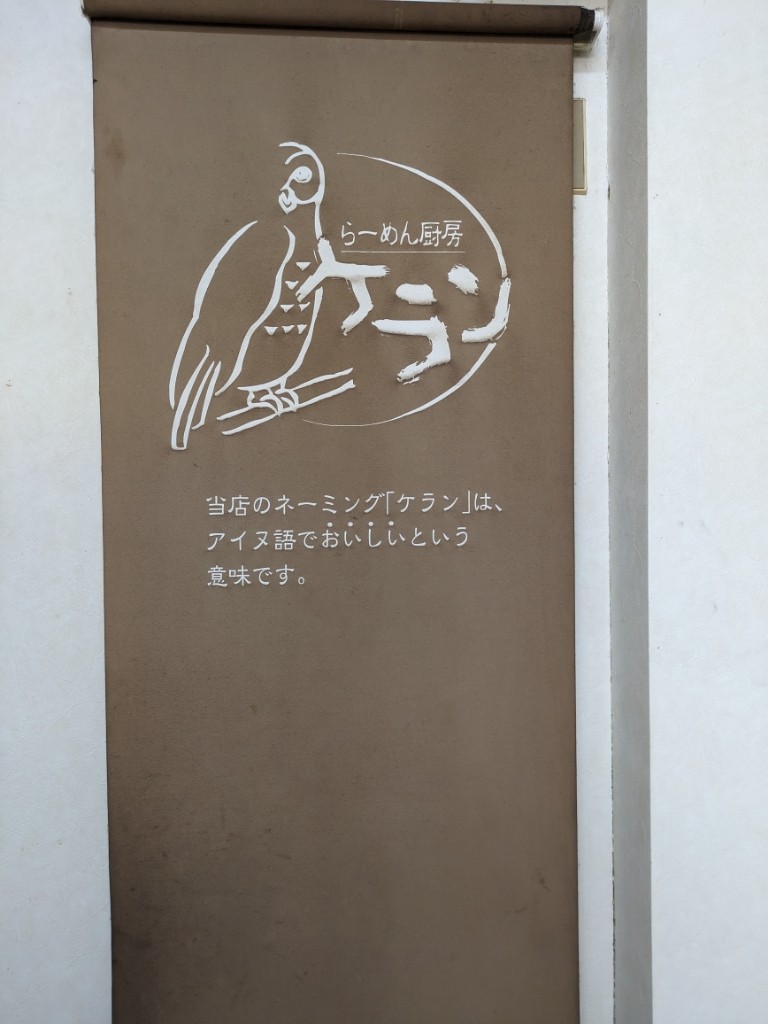 らーめん厨房
ケラン
当店のネーミング「ケラン」は、
アイヌ語でおいしいという
意味です。